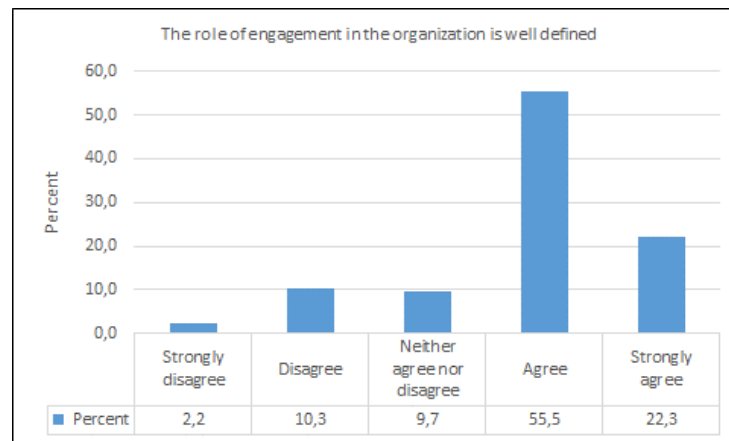 The role of engagement in the organization is well defined
60,0
50,0
40,0
30,0
20,0
10,0
0,0
Percent
Strongly disagree
Disagree
Neither agree nor disagree
Agree
Strongly agree
Percent 2,2 10,3 9,7 55,5 22,3